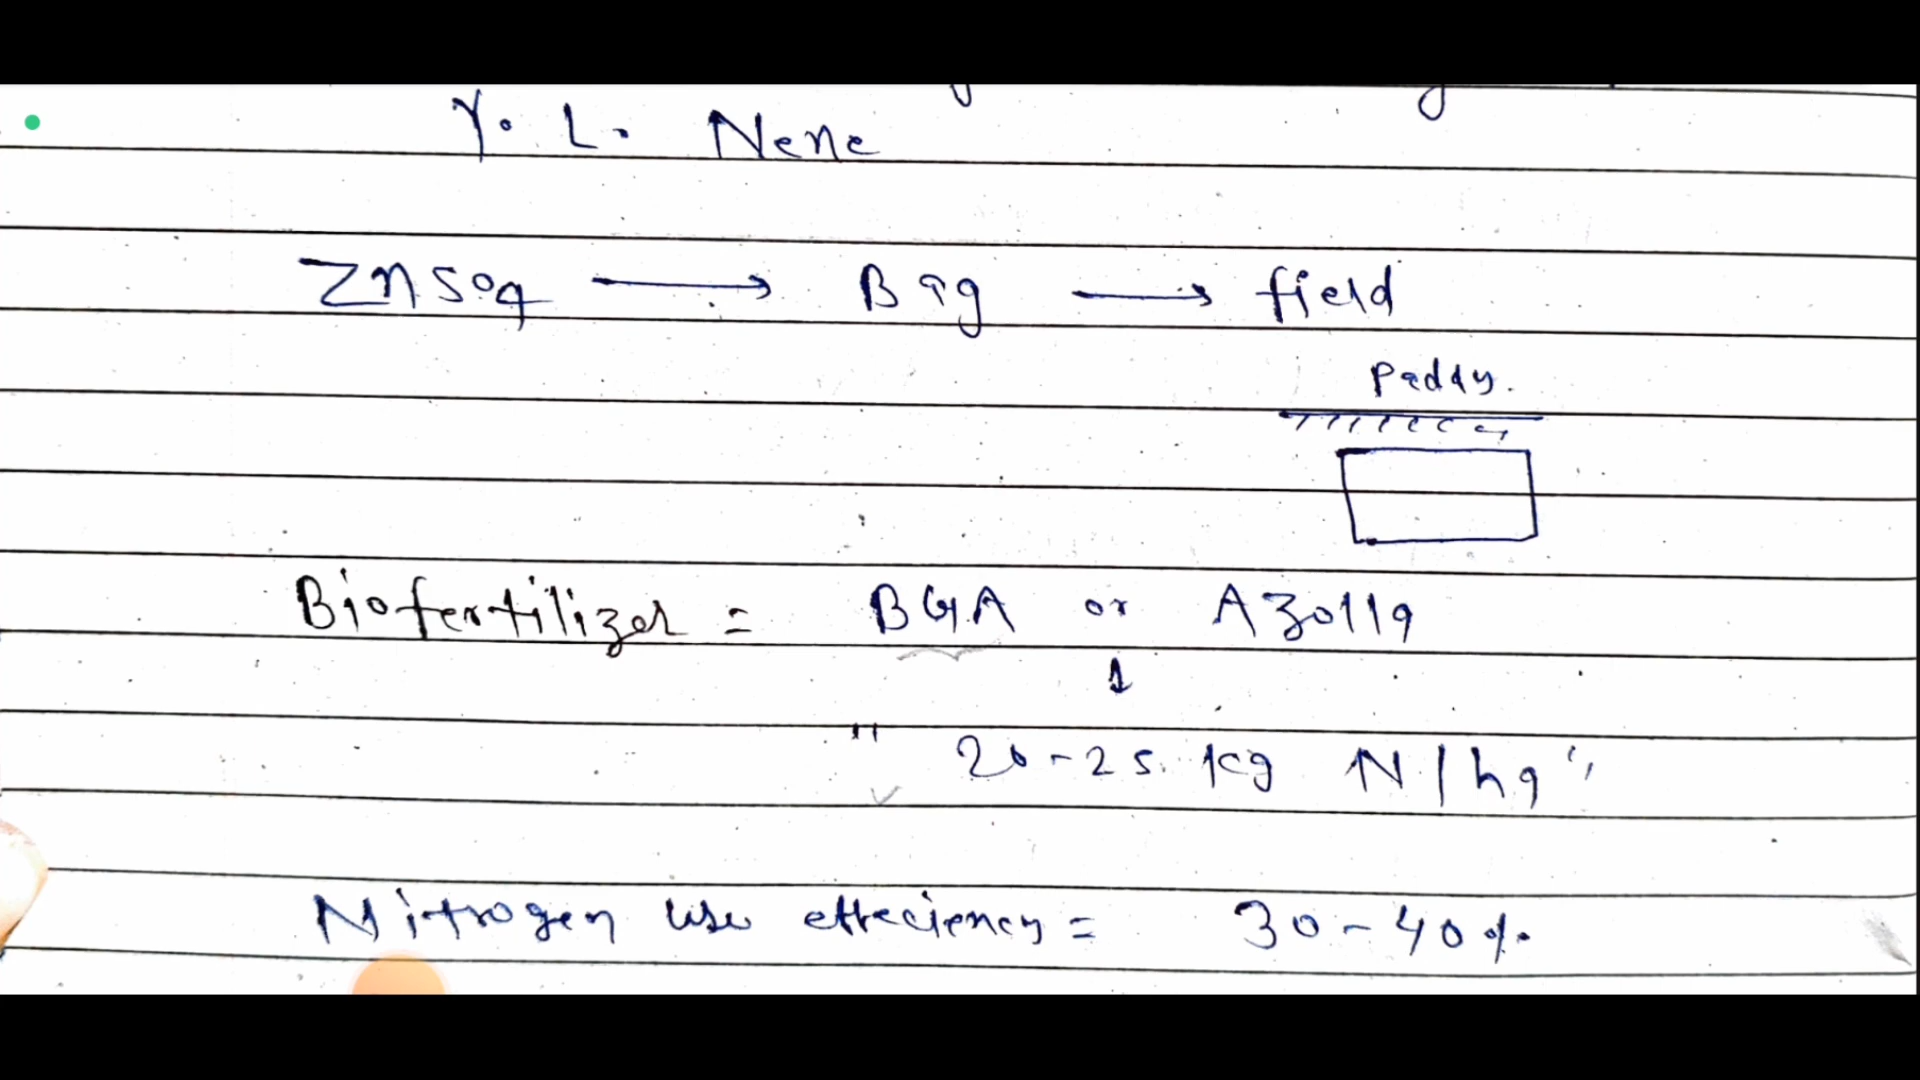 Y. L. Nene
ZnSO4 → Bag → field
Paddy.
Biofertilizer = BGA or Azolla
↓
" 20-25 kg N/ha "
Nitrogen use effeciency = 30-40%